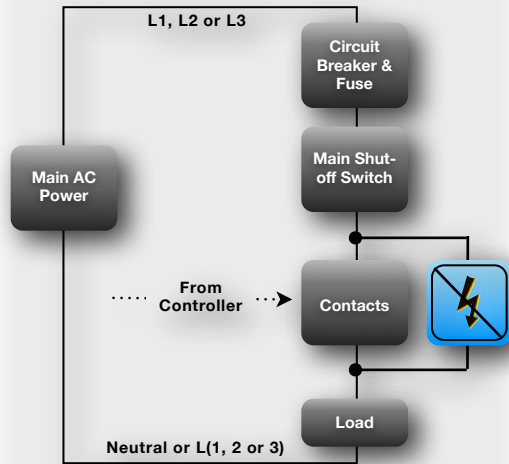 L1, L2 or L3
Circuit
Breaker &
Fuse
Main Shut-
off Switch
Main AC
Power
From
Controller
Contacts
Load
Neutral or L(1, 2 or 3)